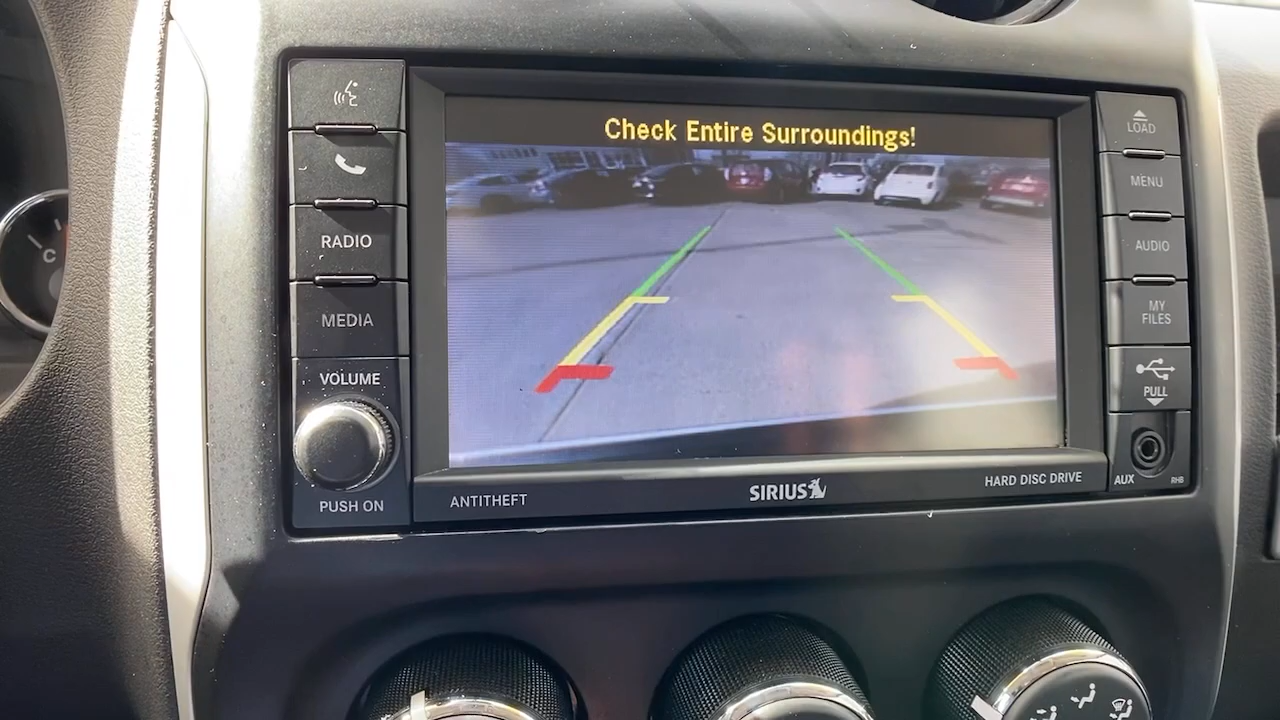 Check Entire Surroundings!
RADIO
MEDIA
VOLUME
PUSH ON
ANTITHEFT
SIRIUS
HARD DISC DRIVE
LOAD
MENU
AUDIO
MY
FILES
PULL
AUX
RHB
C